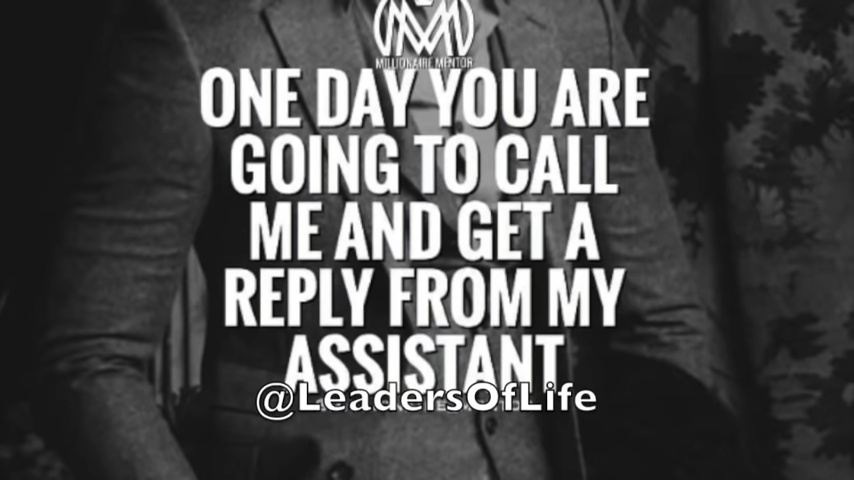 MILLIONAIRE MENTOR
ONE DAY YOU ARE
GOING TO CALL
ME AND GET A
REPLY FROM MY
ASSISTANT
@LeadersOfLife